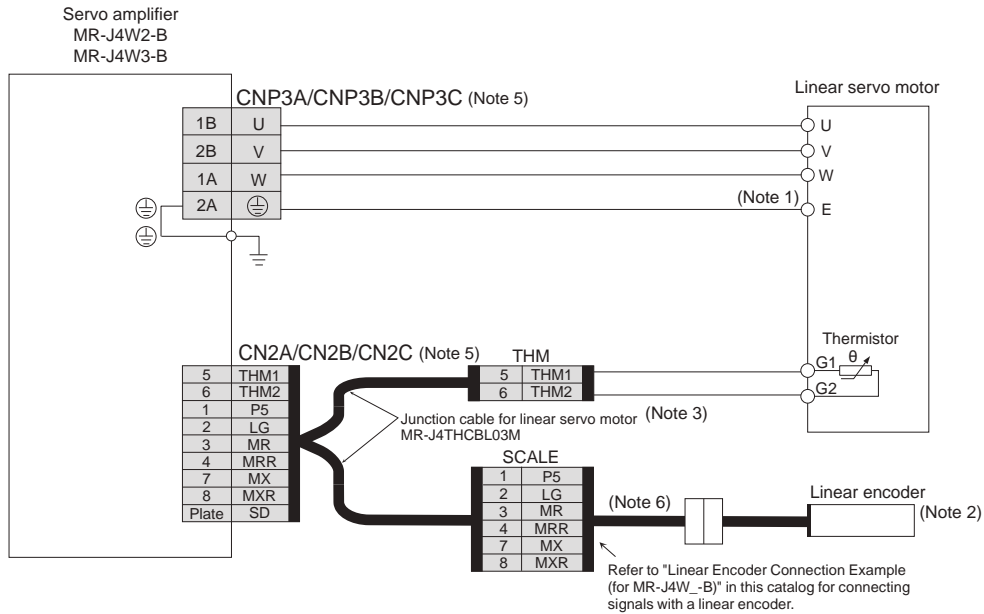 Servo amplifier
MR-J4W2-B
MR-J4W3-B
CNP3A/CNP3B/CNP3C (Note 5)
1B U
2B V
1A W
2A
Linear servo motor
U
V
W
(Note 1)
E
CN2A/CN2B/CN2C (Note 5)
5 THM1
6 THM2
1 P5
2 LG
3 MR
4 MRR
7 MX
8 MXR
Plate SD
THM
5 THM1
6 THM2
Thermistor
G1 θ
G2
Junction cable for linear servo motor (Note 3)
MR-J4THCBL03M
SCALE
1 P5
2 LG
3 MR
4 MRR
7 MX
8 MXR
(Note 6)
Linear encoder
(Note 2)
Refer to "Linear Encoder Connection Example
(for MR-J4W_-B)" in this catalog for connecting
signals with a linear encoder.